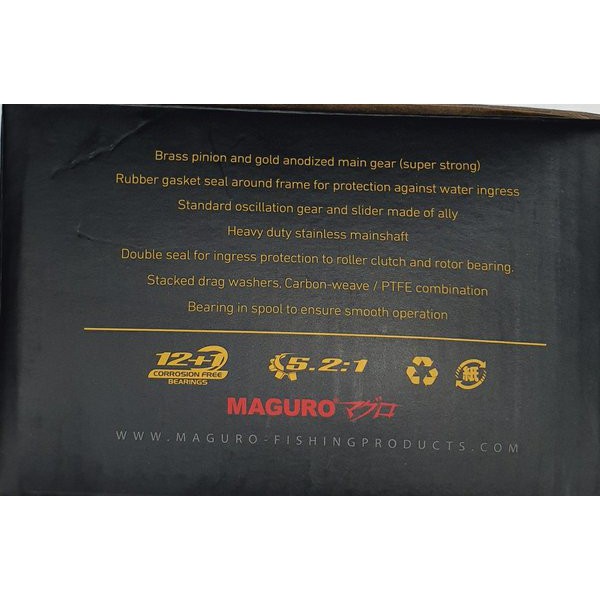 Brass pinion and gold anodized main gear (super strong)
Rubber gasket seal around frame for protection against water ingress
Standard oscillation gear and slider made of ally
Heavy duty stainless mainshaft
Double seal for ingress protection to roller clutch and rotor bearing.
Stacked drag washers, Carbon-weave / PTFE combination
Bearing in spool to ensure smooth operation
12+1
CORROSION FREE
BEARINGS
5.2:1
紙
MAGURO マグロ
WWW.MAGURO-FISHINGPRODUCTS.COM